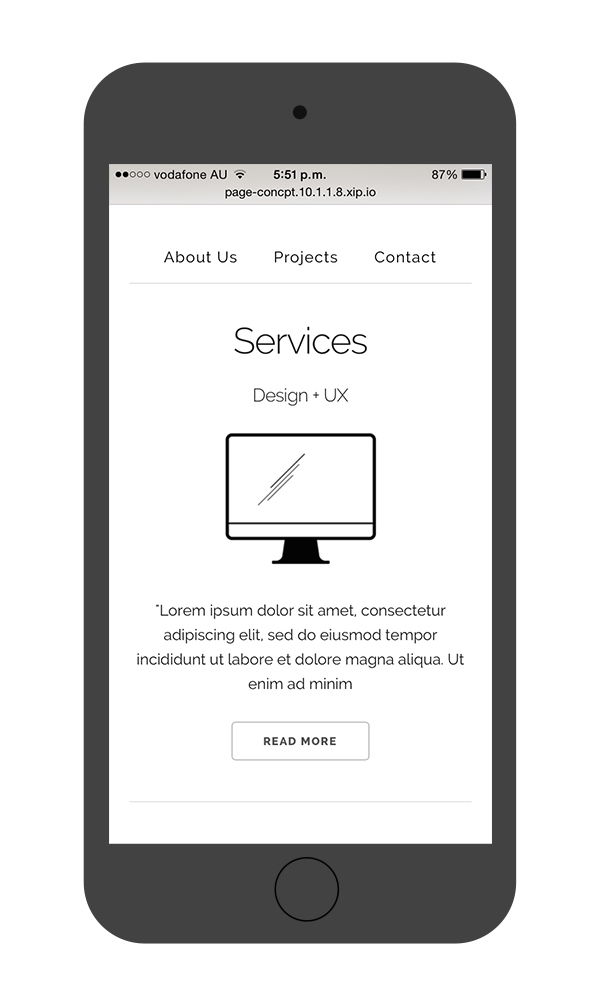 vodafone AU 5:51 p.m. 87%
page-concpt.10.1.1.8.xip.io
About Us Projects Contact
Services
Design + UX
"Lorem ipsum dolor sit amet, consectetur
adipiscing elit, sed do eiusmod tempor
incididunt ut labore et dolore magna aliqua. Ut
enim ad minim
READ MORE